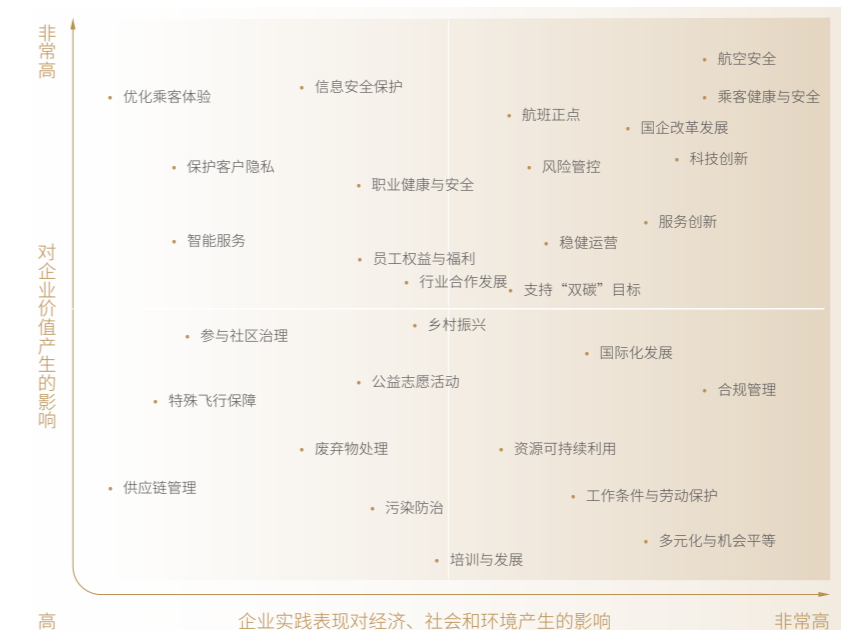 非常高
航空安全
信息安全保护
优化乘客体验
乘客健康与安全
航班正点
国企改革发展
科技创新
保护客户隐私
风险管控
职业健康与安全
服务创新
智能服务
稳健运营
员工权益与福利
行业合作发展
支持“双碳”目标
对企业价值产生的影响
乡村振兴
参与社区治理
国际化发展
公益志愿活动
合规管理
特殊飞行保障
废弃物处理
资源可持续利用
供应链管理
工作条件与劳动保护
污染防治
多元化与机会平等
培训与发展
高
企业实践表现对经济、社会和环境产生的影响
非常高